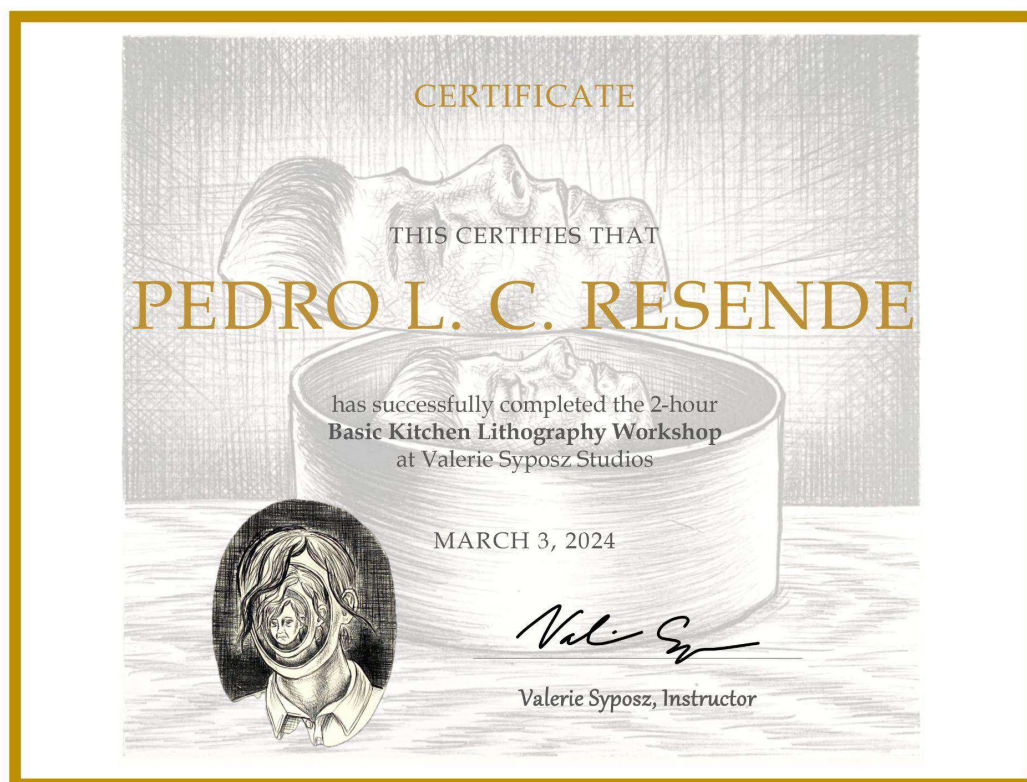 CERTIFICATE
THIS CERTIFIES THAT
PEDRO L. C. RESENDE
has successfully completed the 2-hour
Basic Kitchen Lithography Workshop
at Valerie Syposz Studios
MARCH 3, 2024
Valerie Syposz, Instructor